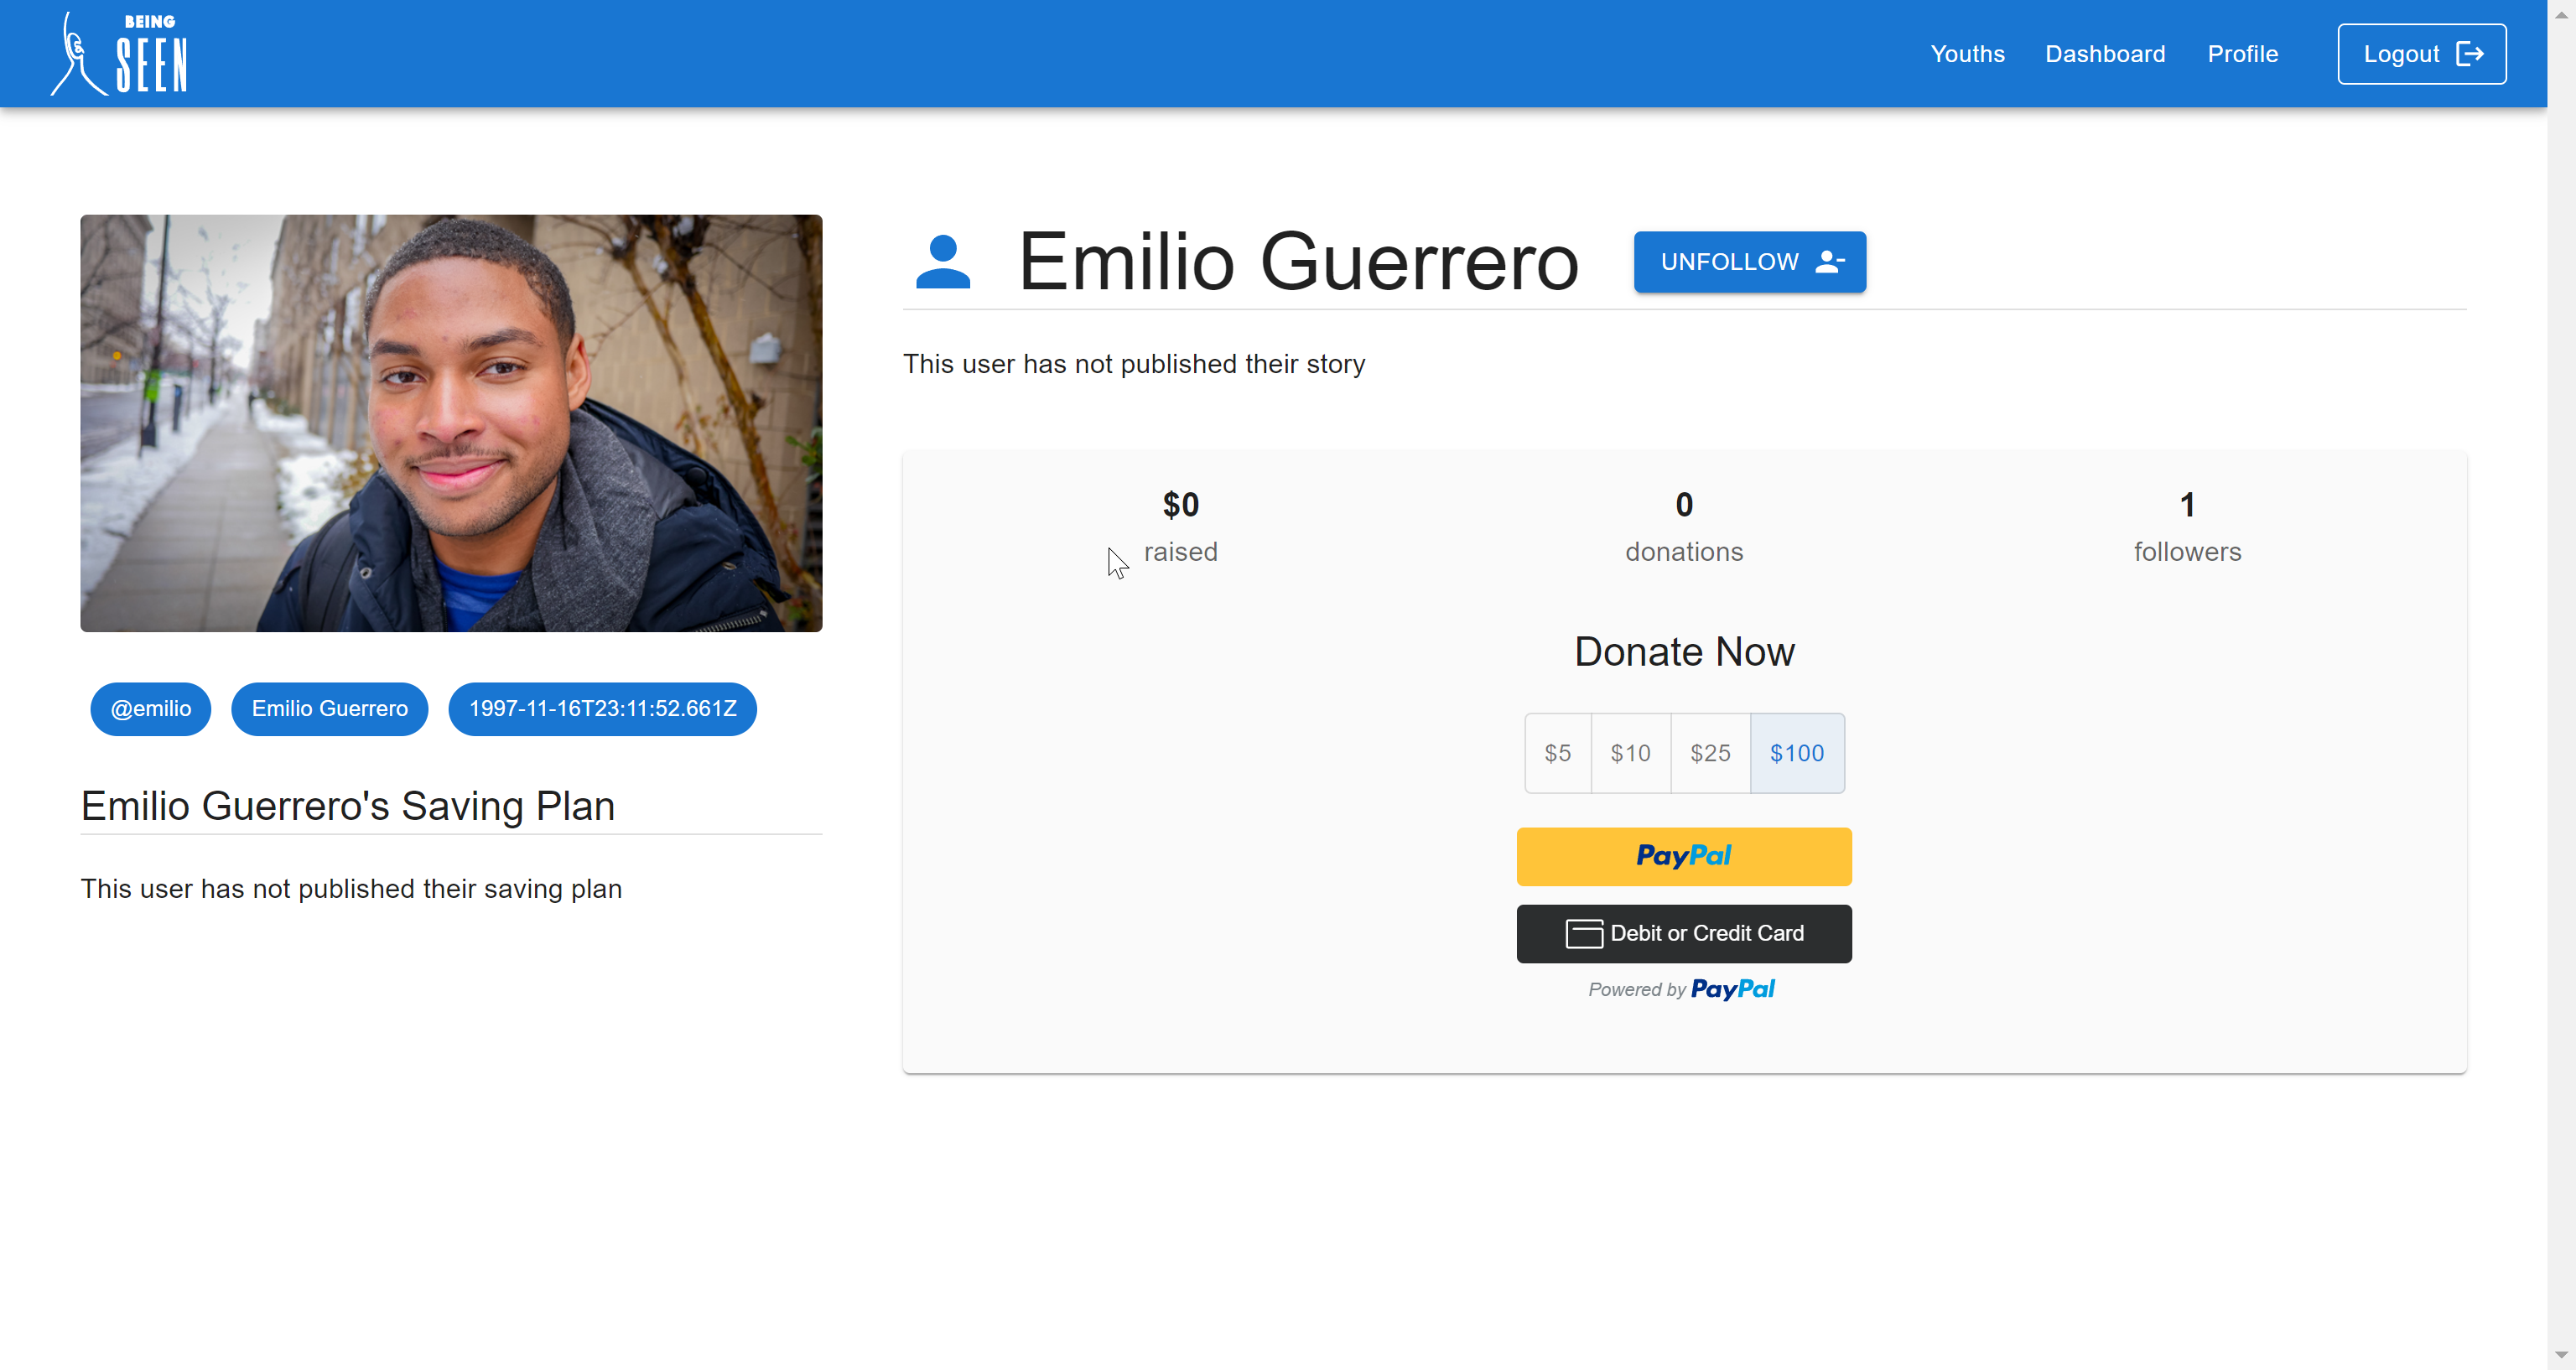 BEING
SEEN
Youths Dashboard Profile Logout
Emilio Guerrero UNFOLLOW
This user has not published their story
$0 0 1
raised donations followers
Donate Now
$5 $10 $25 $100
PayPal
Debit or Credit Card
Powered by PayPal
@emilio Emilio Guerrero 1997-11-16T23:11:52.661Z
Emilio Guerrero's Saving Plan
This user has not published their saving plan